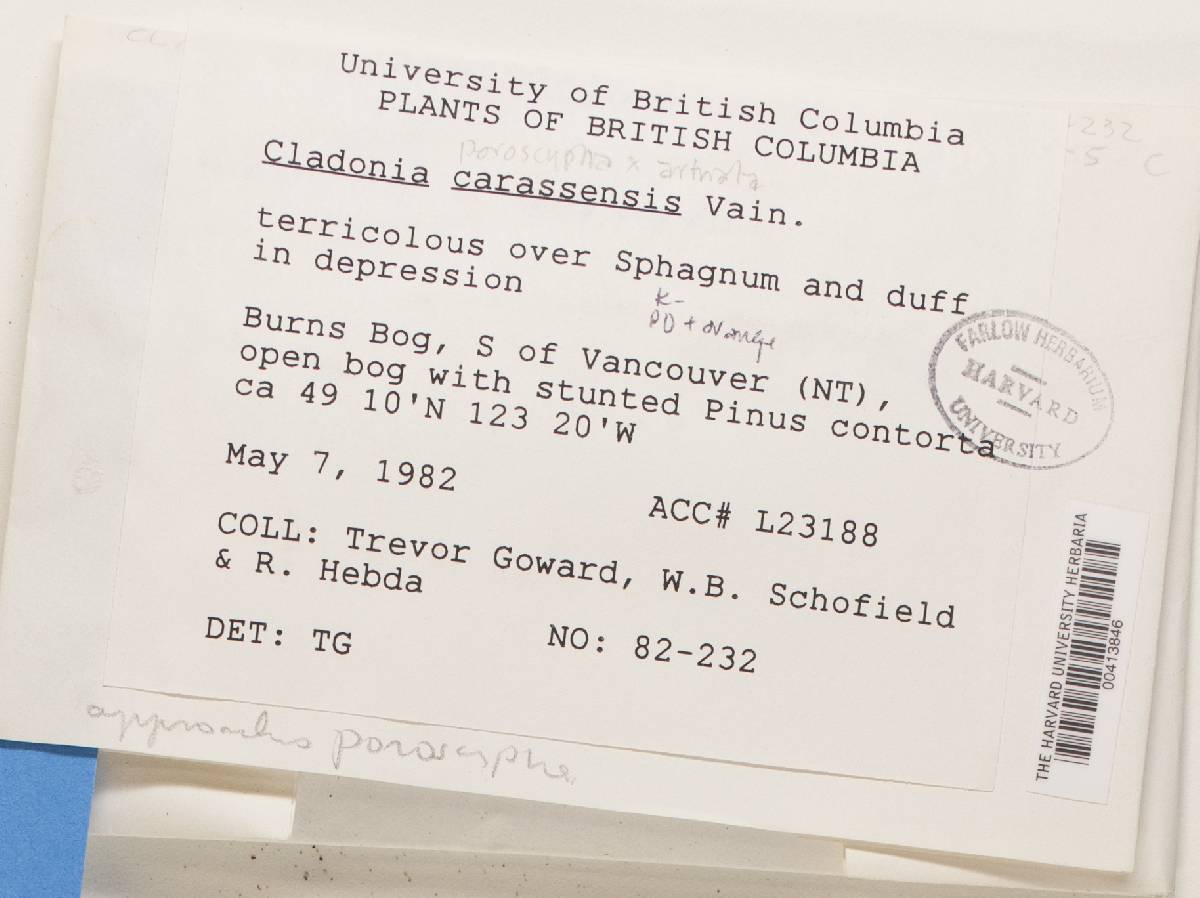 CL
University of British Columbia
PLANTS OF BRITISH COLUMBIA
-232
-5 C
poroscypha x
Cladonia carassensis Vain.
terricolous over Sphagnum and duff
in depression
K-
PD + orange
Burns Bog, S of Vancouver (NT),
open bog with stunted Pinus contorta
ca 49 10'N 123 20'W
FARLOW HERBARIUM
HARVARD
UNIVERSITY
May 7, 1982
ACC# L23188
COLL: Trevor Goward, W.B. Schofield
& R. Hebda
DET: TG
NO: 82-232
THE HARVARD UNIVERSITY HERBARIA
00413846
approaches poroscypha